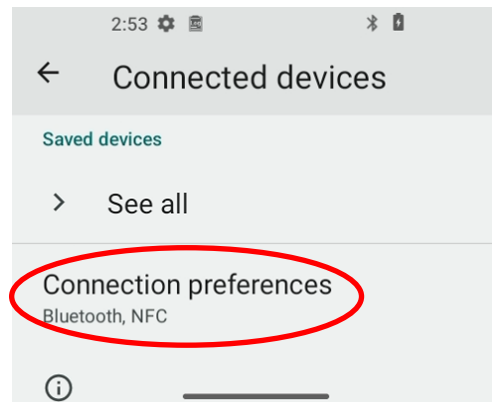 2:53
Connected devices
Saved devices
See all
Connection preferences
Bluetooth, NFC